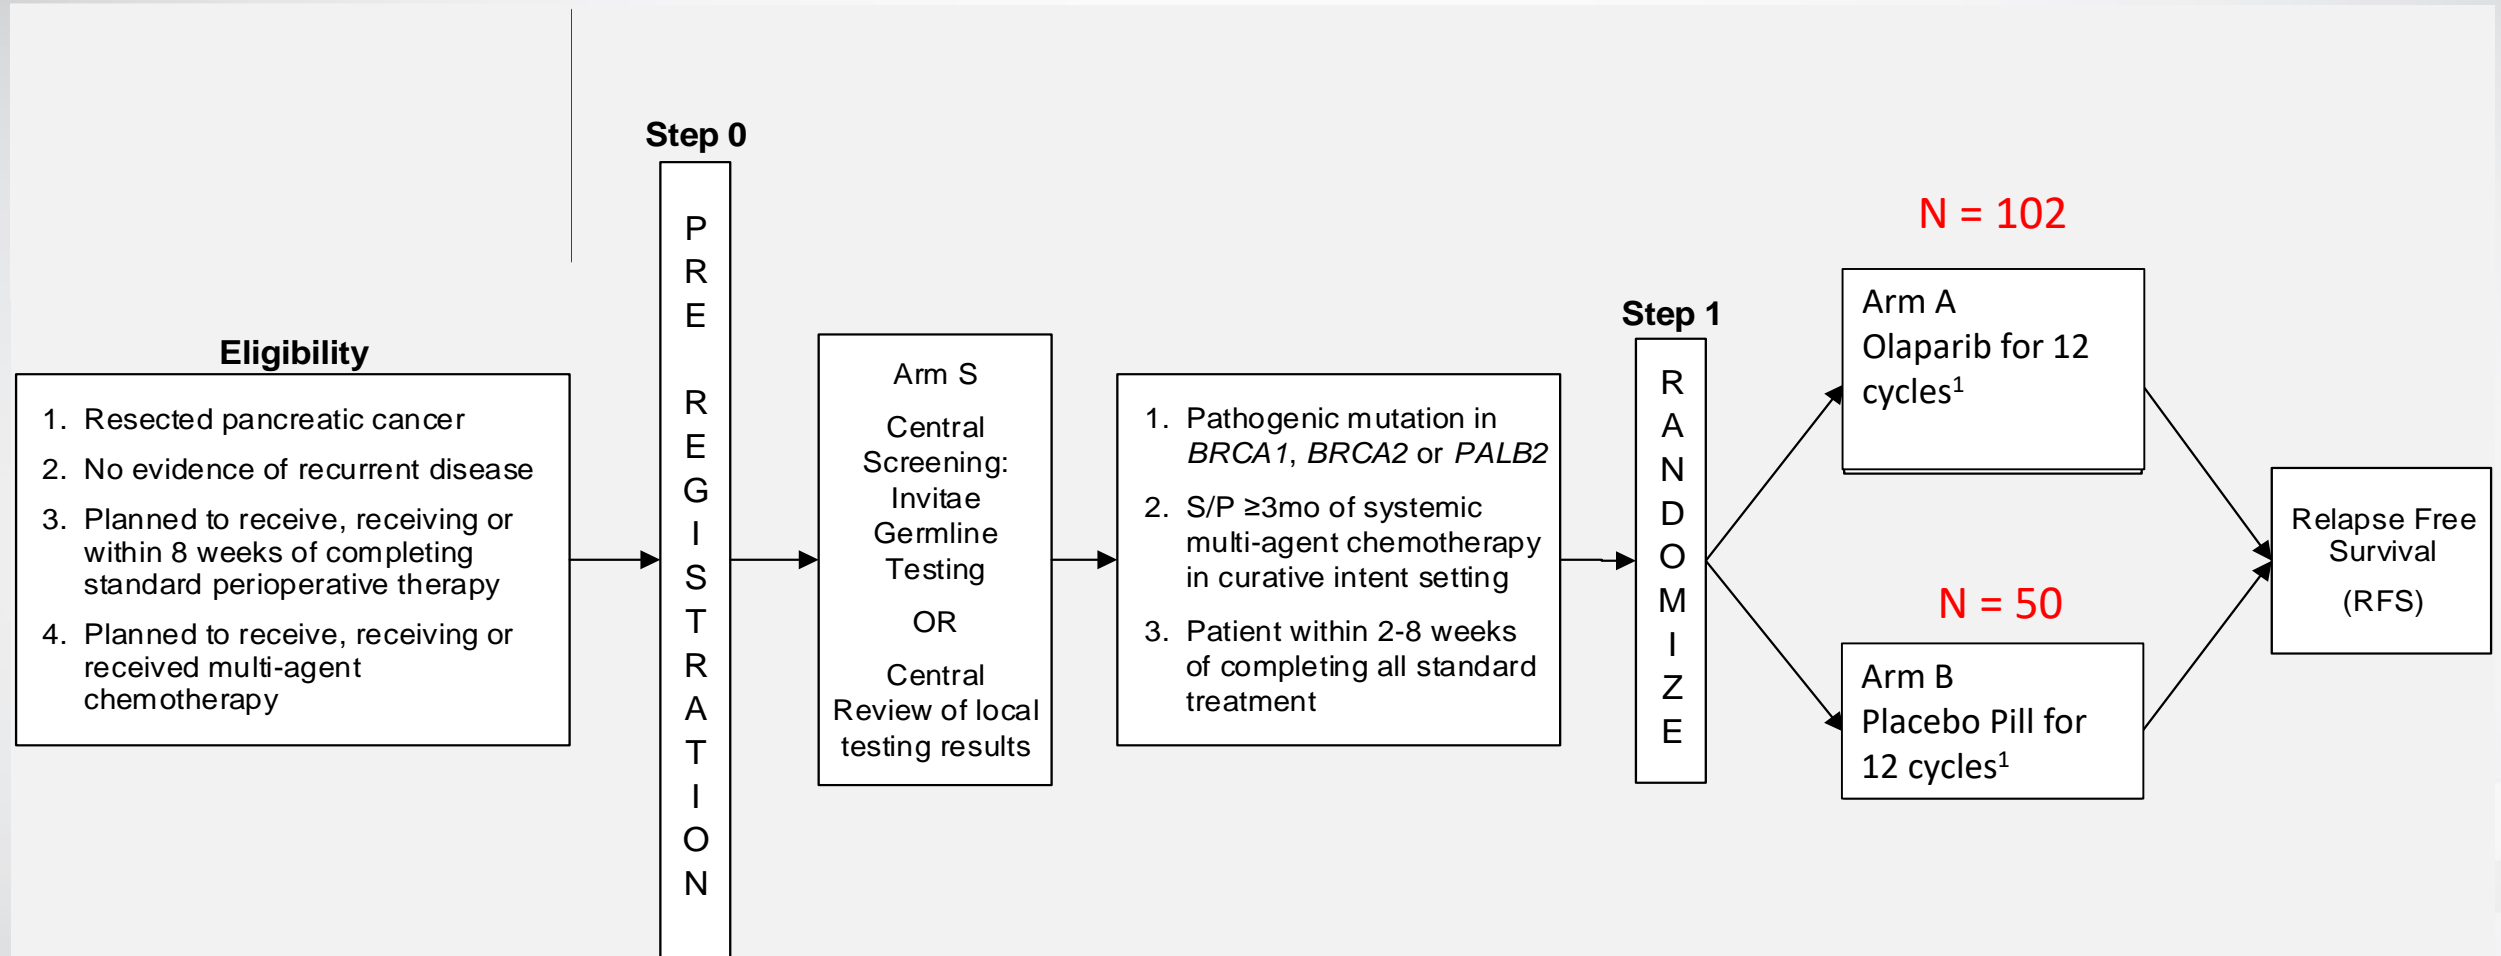 Eligibility
1. Resected pancreatic cancer
2. No evidence of recurrent disease
3. Planned to receive, receiving or
within 8 weeks of completing
standard perioperative therapy
4. Planned to receive, receiving or
received multi-agent
chemotherapy
Step 0
P
R
E
R
E
G
I
S
T
R
A
T
I
O
N
Arm S
Central
Screening:
Invitae
Germline
Testing
OR
Central
Review of local
testing results
1. Pathogenic mutation in
BRCA1, BRCA2 or PALB2
2. S/P ≥3mo of systemic
multi-agent chemotherapy
in curative intent setting
3. Patient within 2-8 weeks
of completing all standard
treatment
Step 1
R
A
N
D
O
M
I
Z
E
N = 102
Arm A
Olaparib for 12
cycles¹
N = 50
Arm B
Placebo Pill for
12 cycles¹
Relapse Free
Survival
(RFS)